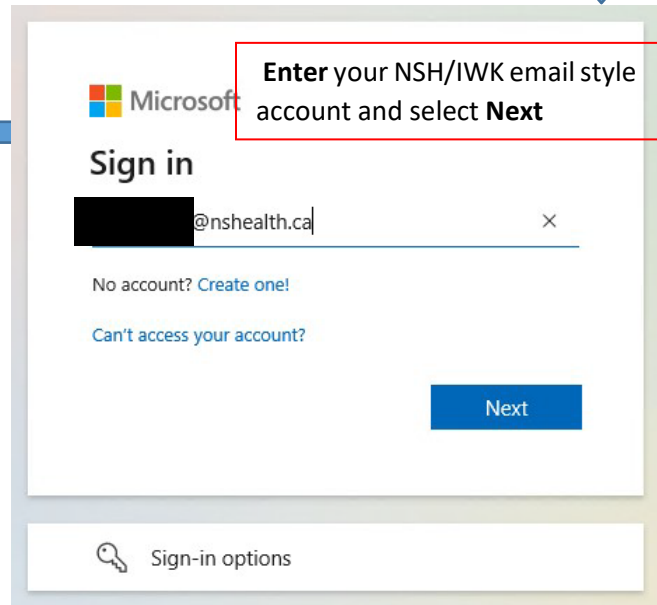 Enter your NSH/IWK email style
account and select Next
Microsoft
Sign in
@nshealth.ca
No account? Create one!
Can't access your account?
Next
Sign-in options